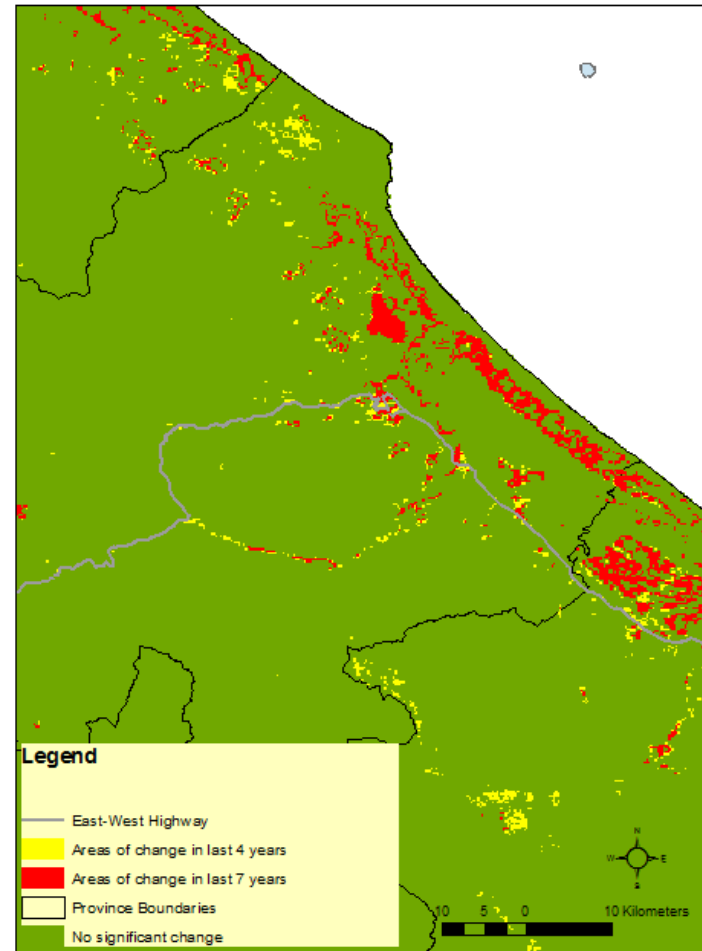 Legend
East-West Highway
Areas of change in last 4 years
Areas of change in last 7 years
Province Boundaries
No significant change
N
W E
S
10 5 0 10 Kilometers